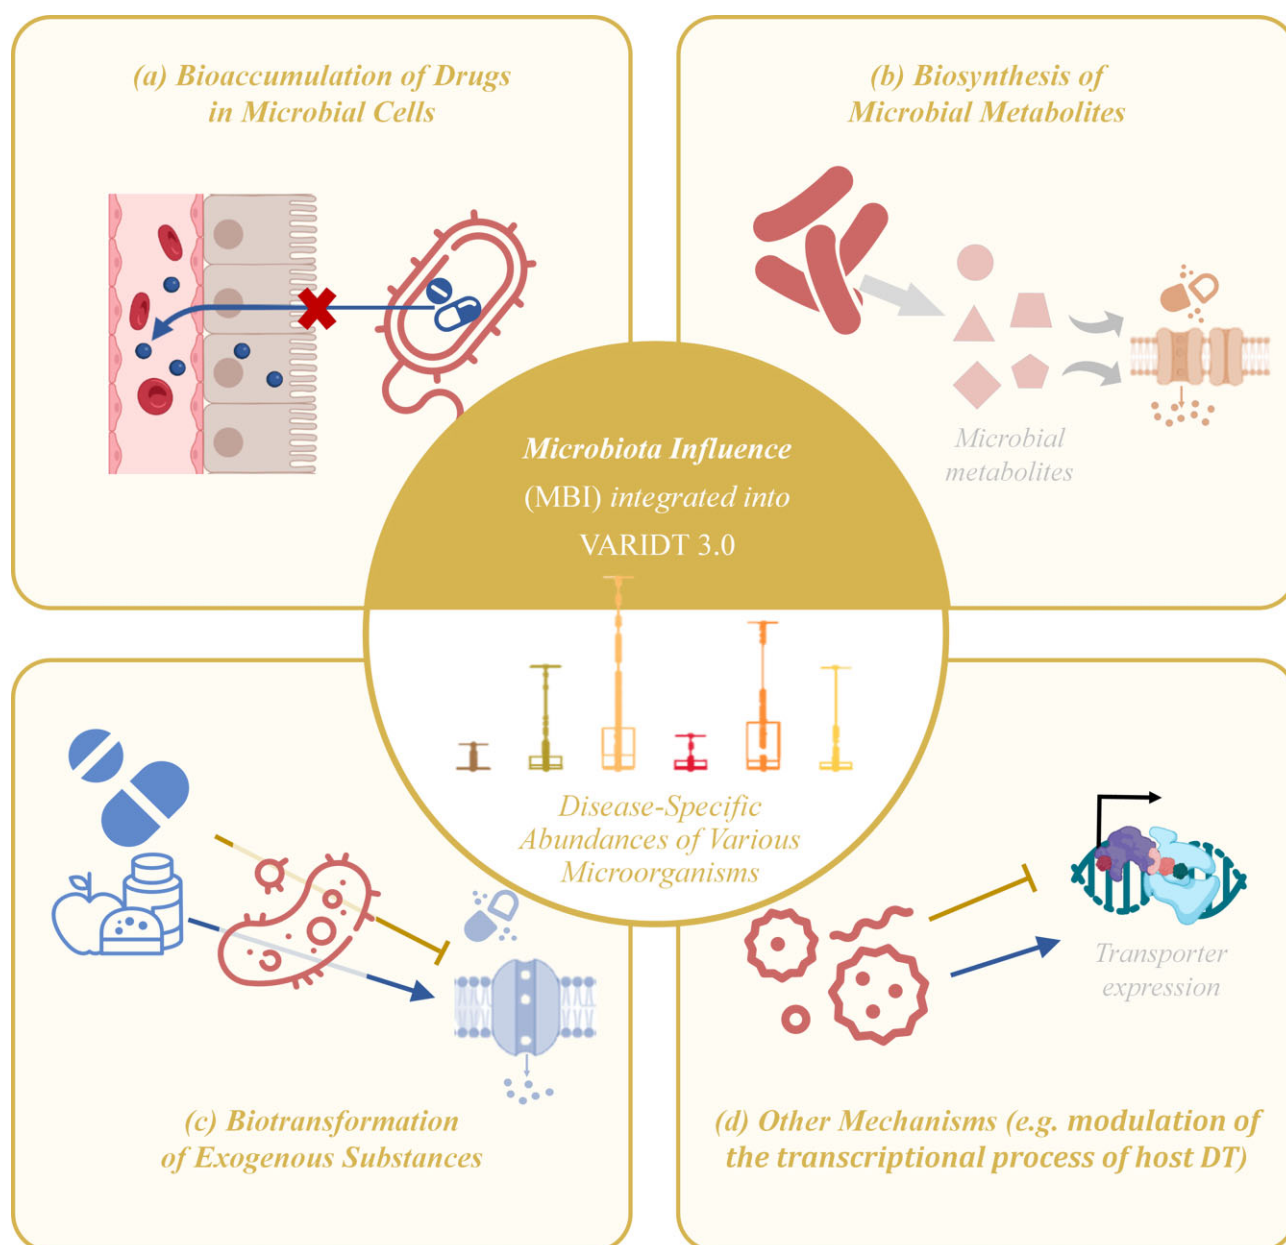 (a) Bioaccumulation of Drugs
in Microbial Cells
(b) Biosynthesis of
Microbial Metabolites
Microbial
metabolites
Microbiota Influence
(MBI) integrated into
VARIDT 3.0
Disease-Specific
Abundances of Various
Microorganisms
(c) Biotransformation
of Exogenous Substances
Transporter
expression
(d) Other Mechanisms (e.g. modulation of
the transcriptional process of host DT)